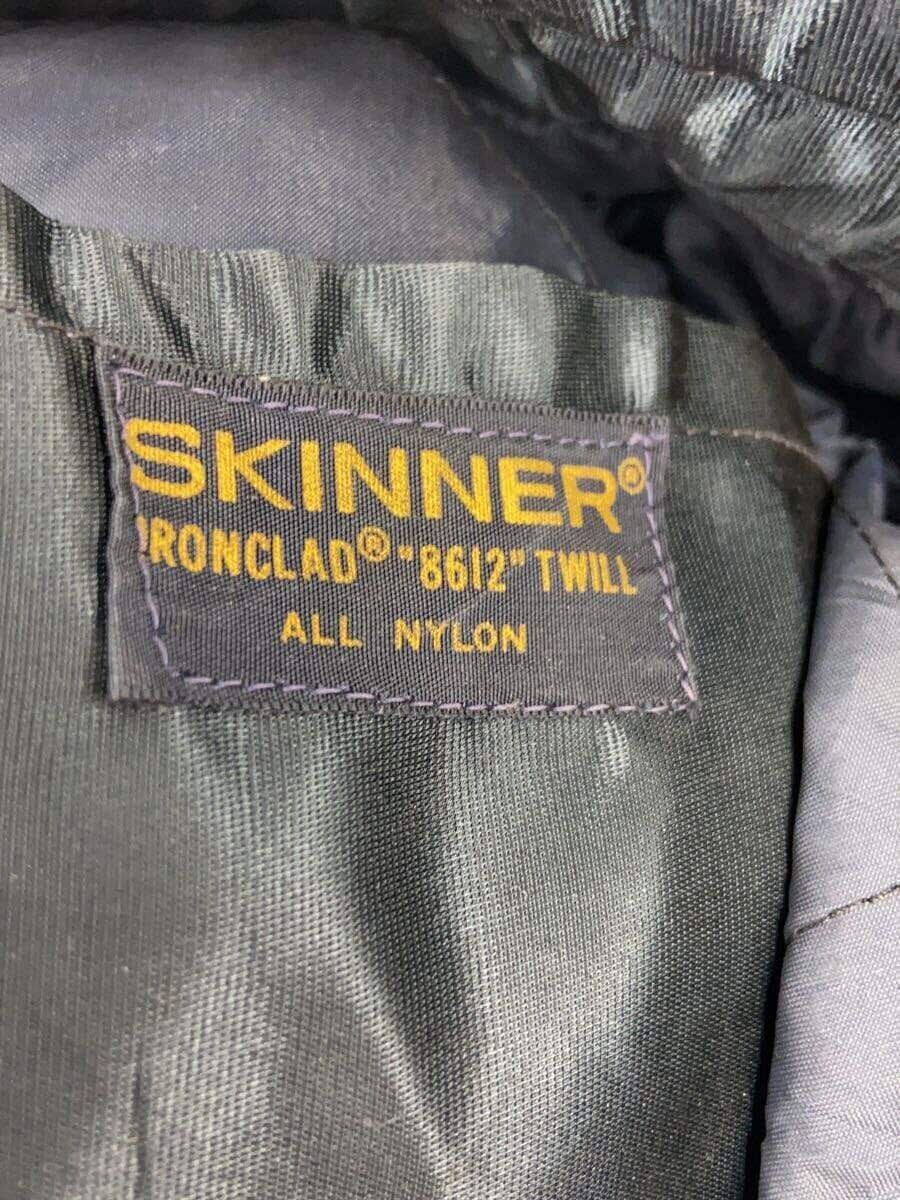 SKINNER®
IRONCLAD® "8612" TWILL
ALL NYLON